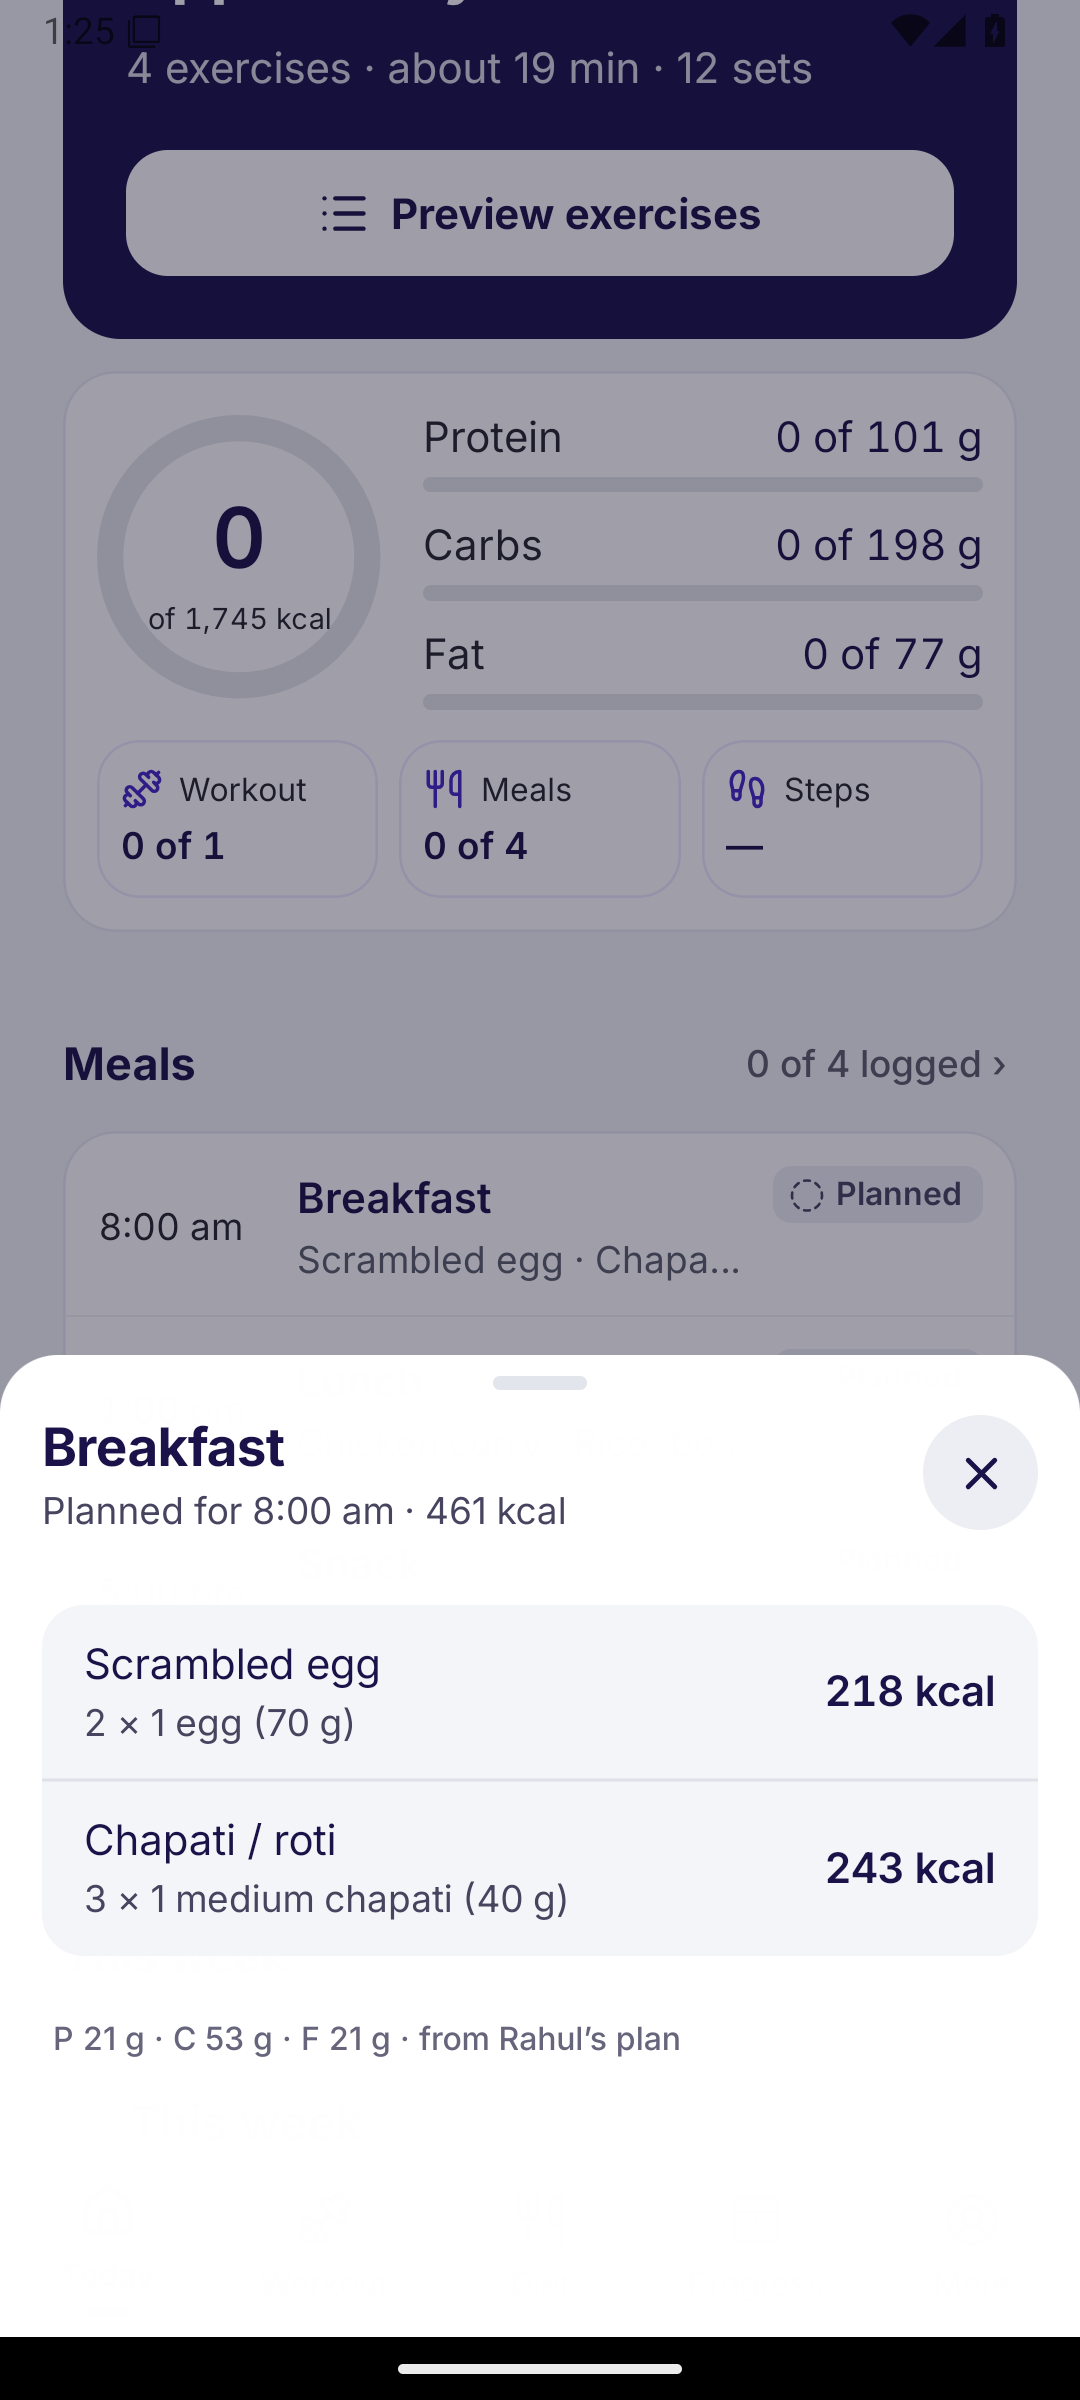 1:25
4 exercises · about 19 min · 12 sets
Preview exercises
0
of 1,745 kcal
Protein 0 of 101 g
Carbs 0 of 198 g
Fat 0 of 77 g
Workout
0 of 1
Meals
0 of 4
Steps
—
Meals 0 of 4 logged ›
8:00 am
Breakfast
Planned
Scrambled egg · Chapa...
Breakfast
Planned for 8:00 am · 461 kcal
Scrambled egg
2 × 1 egg (70 g)
218 kcal
Chapati / roti
3 × 1 medium chapati (40 g)
243 kcal
P 21 g · C 53 g · F 21 g · from Rahul’s plan